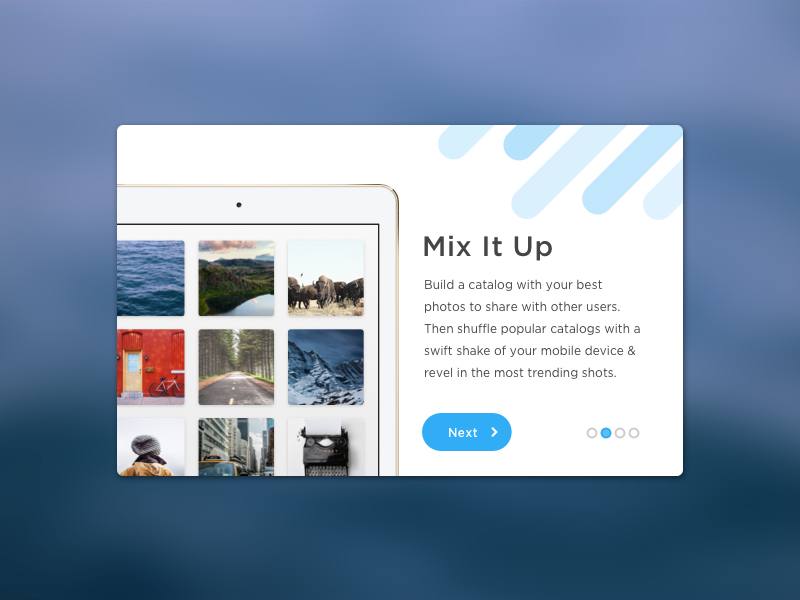 Mix It Up
Build a catalog with your best
photos to share with other users.
Then shuffle popular catalogs with a
swift shake of your mobile device &
revel in the most trending shots.
Next